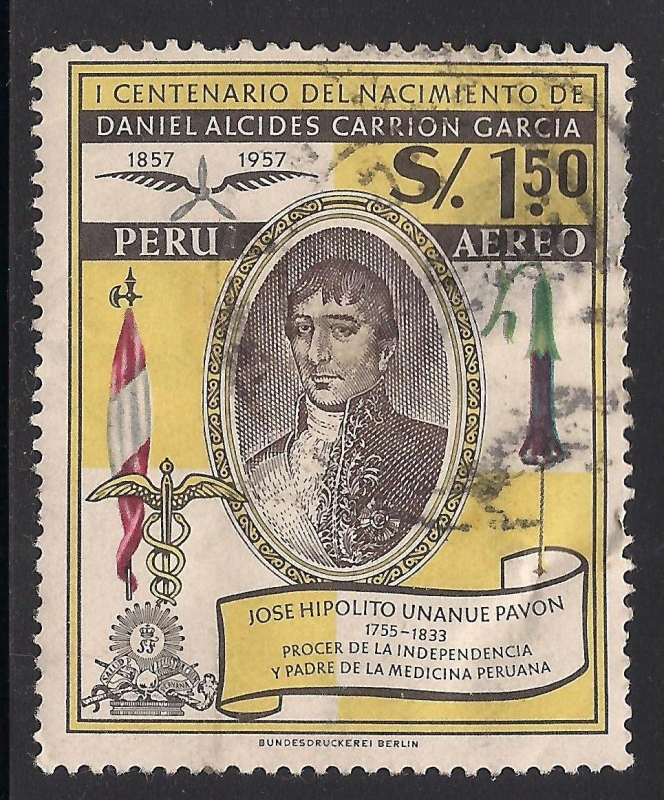 I CENTENARIO DEL NACIMIENTO DE
DANIEL ALCIDES CARRION GARCIA
1857 1957
S/. 1.50
PERU AEREO
JOSE HIPOLITO UNANUE PAVON
1755-1833
PROCER DE LA INDEPENDENCIA
Y PADRE DE LA MEDICINA PERUANA
BUNDESDRUCKEREI BERLIN